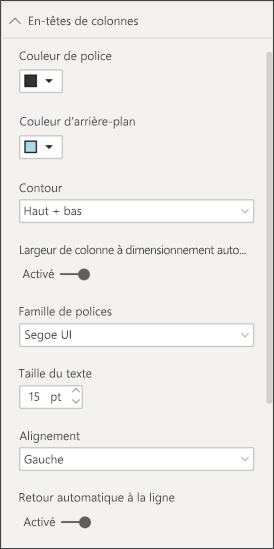 En-têtes de colonnes
Couleur de police
Couleur d'arrière-plan
Contour
Haut + bas
Largeur de colonne à dimensionnement auto...
Activé
Famille de polices
Segoe UI
Taille du texte
15 pt
Alignement
Gauche
Retour automatique à la ligne
Activé